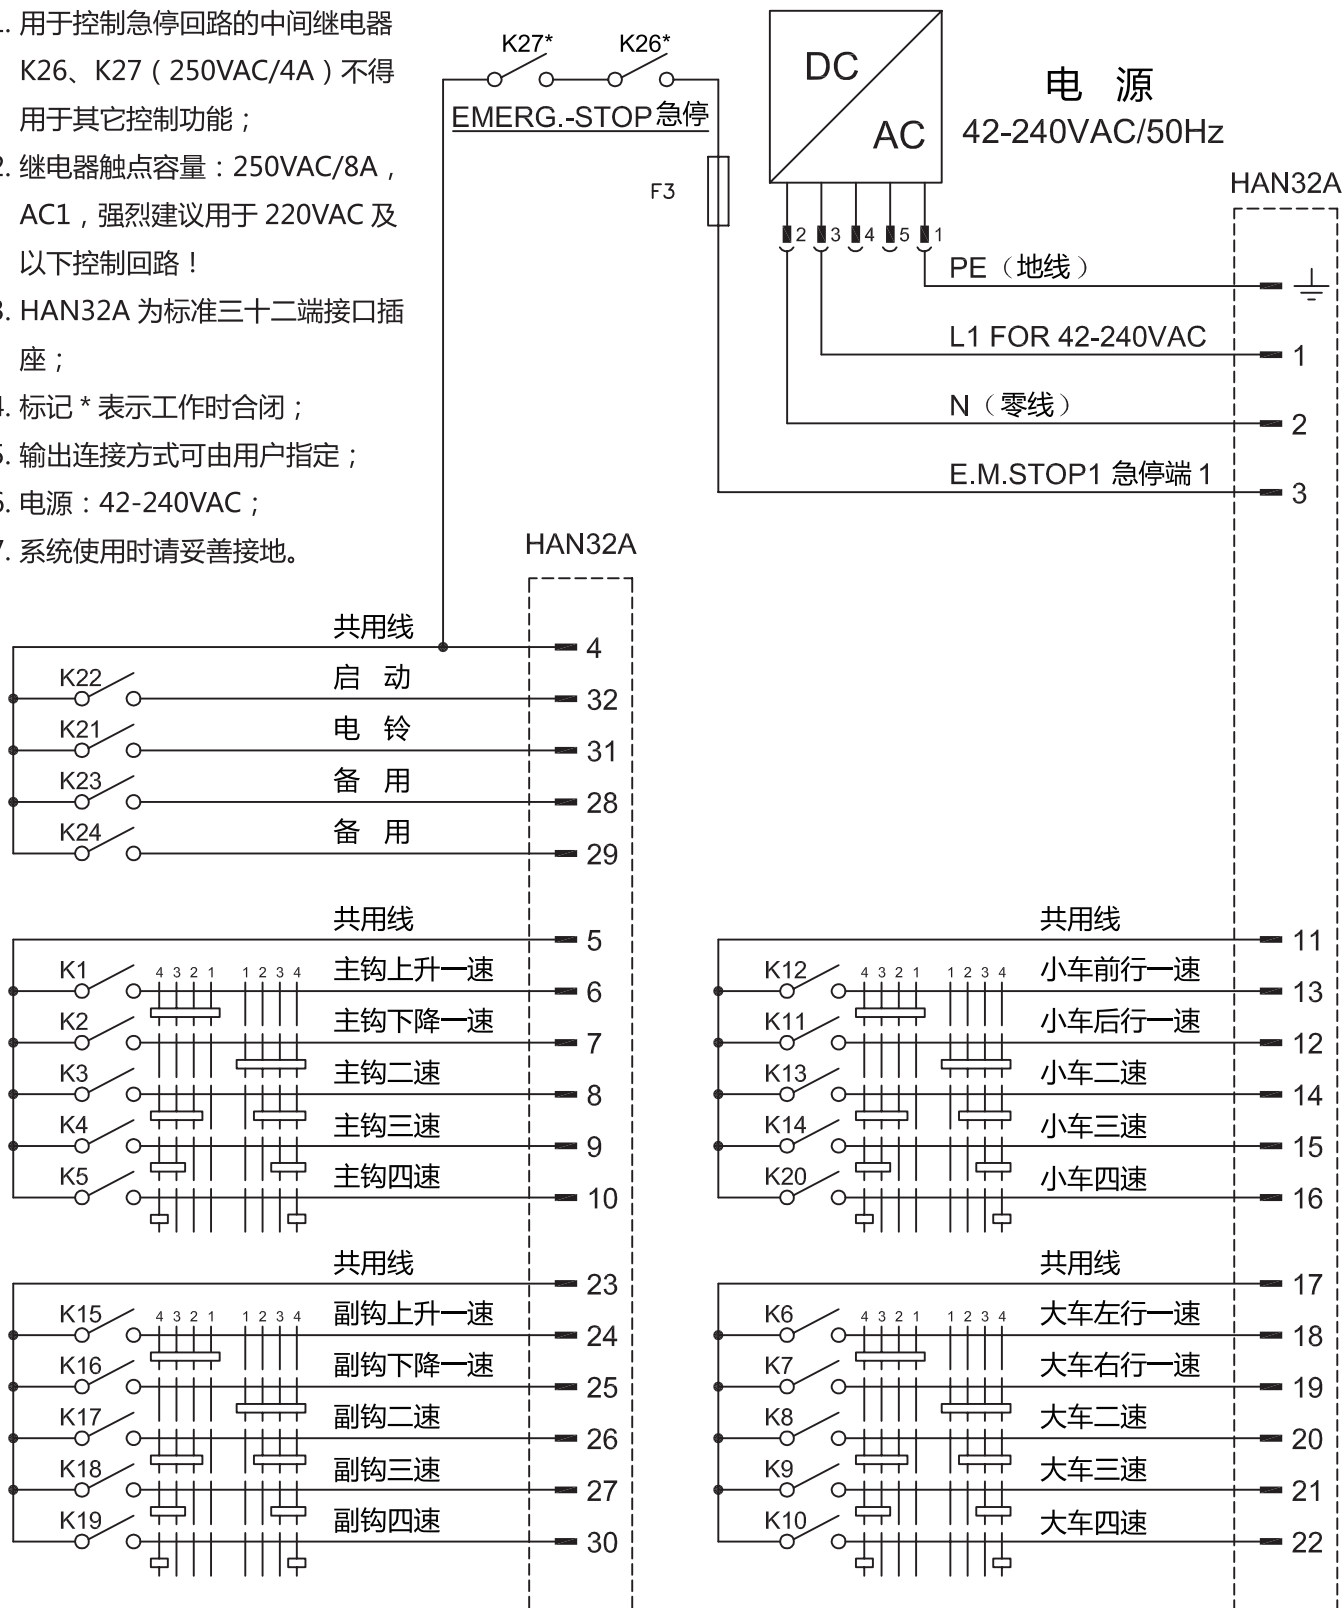 . 用于控制急停回路的中间继电器
K26、K27（250VAC/4A）不得
用于其它控制功能；
2. 继电器触点容量：250VAC/8A，
AC1，强烈建议用于 220VAC 及
以下控制回路！
3. HAN32A 为标准三十二端接口插
座；
4. 标记 * 表示工作时合闭；
5. 输出连接方式可由用户指定；
6. 电源：42-240VAC；
7. 系统使用时请妥善接地。
K27* K26*
EMERG.-STOP急停
F3
DC
AC
电 源
42-240VAC/50Hz
HAN32A
2 3 4 5 1
PE（地线）
L1 FOR 42-240VAC 1
N（零线） 2
E.M.STOP1 急停端 1 3
HAN32A
共用线 4
K22 启 动 32
K21 电 铃 31
K23 备 用 28
K24 备 用 29
共用线 5
K1 4 3 2 1 1 2 3 4 主钩上升一速 6
K2 主钩下降一速 7
K3 主钩二速 8
K4 主钩三速 9
K5 主钩四速 10
共用线 23
K15 4 3 2 1 1 2 3 4 副钩上升一速 24
K16 副钩下降一速 25
K17 副钩二速 26
K18 副钩三速 27
K19 副钩四速 30
共用线 11
K12 4 3 2 1 1 2 3 4 小车前行一速 13
K11 小车后行一速 12
K13 小车二速 14
K14 小车三速 15
K20 小车四速 16
共用线 17
K6 4 3 2 1 1 2 3 4 大车左行一速 18
K7 大车右行一速 19
K8 大车二速 20
K9 大车三速 21
K10 大车四速 22